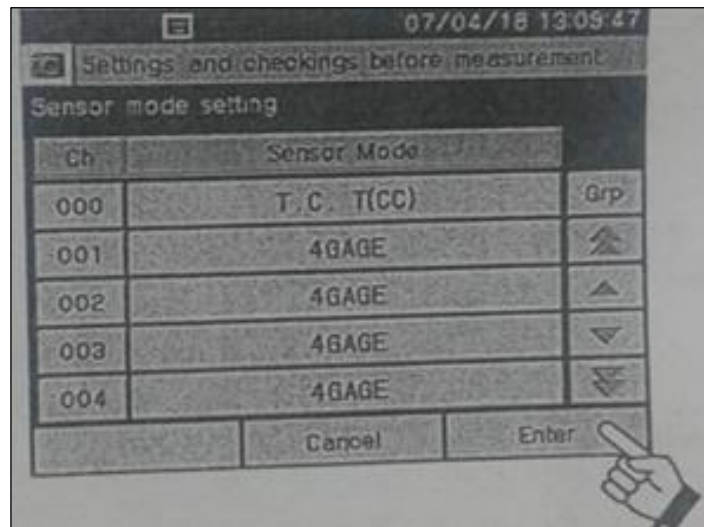 07/04/18 13:09:47
Settings and checkings before measurement
Sensor mode setting
Ch Sensor Mode
000 T.C. T(CC) Grp
001 4GAGE
002 4GAGE
003 4GAGE
004 4GAGE
Cancel Enter